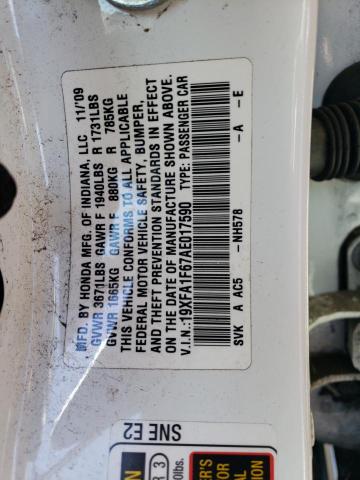 MFD. BY HONDA MFG. OF INDIANA, LLC 11/'09
GVWR 3671LBS GAWR F 1940LBS R 1731LBS
GVWR 1665KG GAWR F 880KG R 785KG
THIS VEHICLE CONFORMS TO ALL APPLICABLE
FEDERAL MOTOR VEHICLE SAFETY, BUMPER,
AND THEFT PREVENTION STANDARDS IN EFFECT
ON THE DATE OF MANUFACTURE SHOWN ABOVE.
V.I.N.:19XFA1F67AE017590 TYPE: PASSENGER CAR
SVK A AC5 -NH578 -A -E
SNE E2